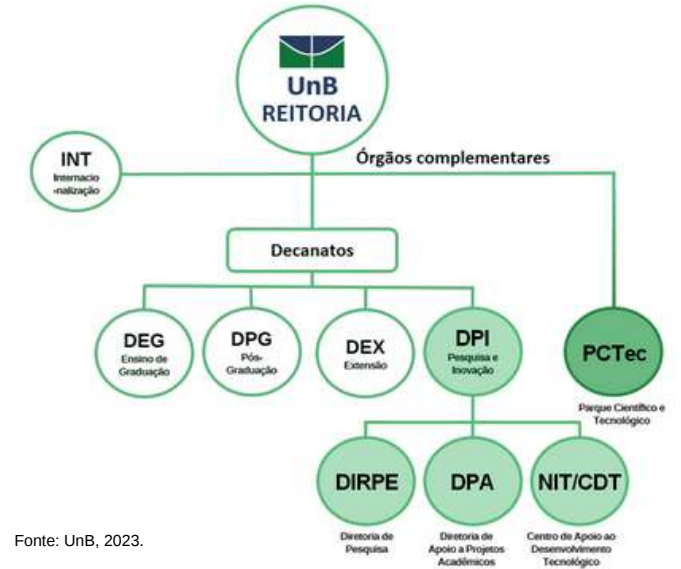 UnB
REITORIA
Órgãos complementares
INT
Internacio
-nalização
Decanatos
DEG
Ensino de
Graduação
DPG
Pós-
Graduação
DEX
Extensão
DPI
Pesquisa e
Inovação
PCTec
Parque Científico e
Tecnológico
DIRPE
Diretoria de
Pesquisa
DPA
Diretoria de
Apoio a Projetos
Acadêmicos
NIT/CDT
Centro de Apoio ao
Desenvolvimento
Tecnológico
Fonte: UnB, 2023.